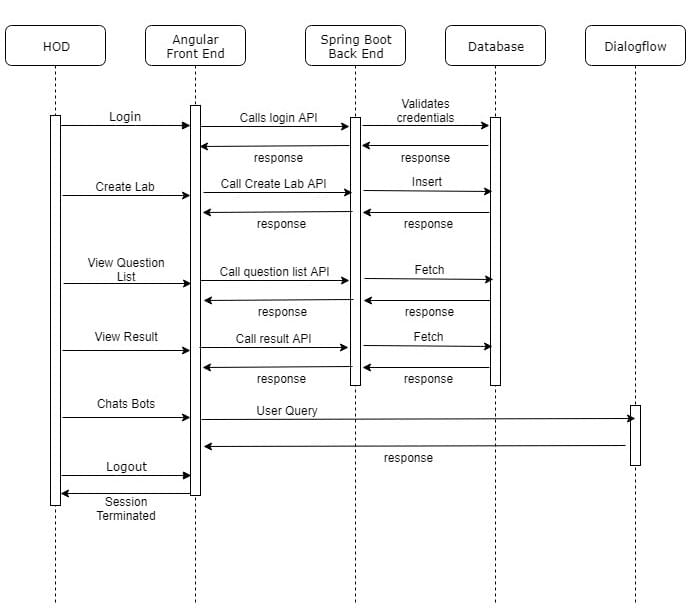 HOD
Angular
Front End
Spring Boot
Back End
Database
Dialogflow
Login
Calls login API
Validates
credentials
response
response
Create Lab
Call Create Lab API
Insert
response
response
View Question
List
Call question list API
Fetch
response
response
View Result
Call result API
Fetch
response
response
Chats Bots
User Query
response
Logout
Session
Terminated